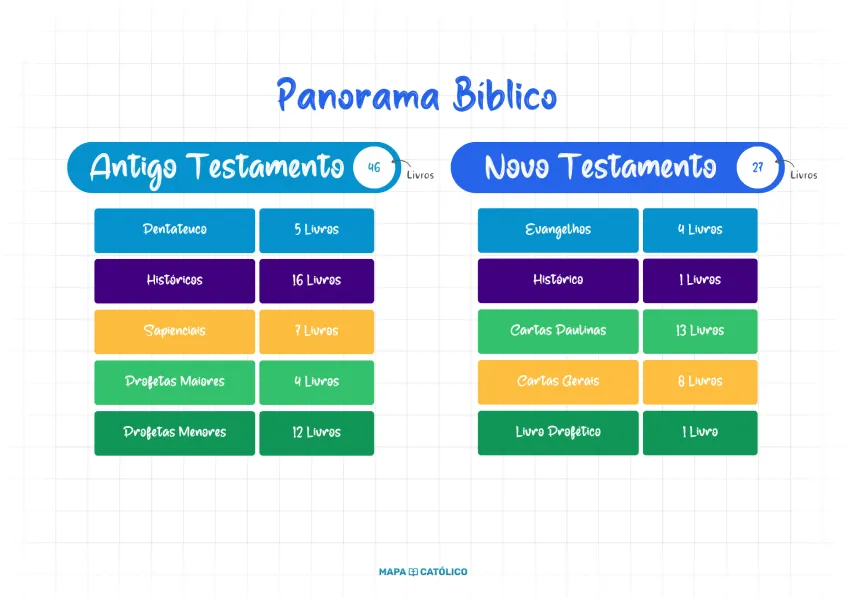 Panorama Bíblico
Antigo Testamento 46 Livros
Pentateuco 5 Livros
Históricos 16 Livros
Sapienciais 7 Livros
Profetas Maiores 4 Livros
Profetas Menores 12 Livros
Novo Testamento 27 Livros
Evangelhos 4 Livros
Histórico 1 Livros
Cartas Paulinas 13 Livros
Cartas Gerais 8 Livros
Livro Profético 1 Livro
MAPA CATÓLICO